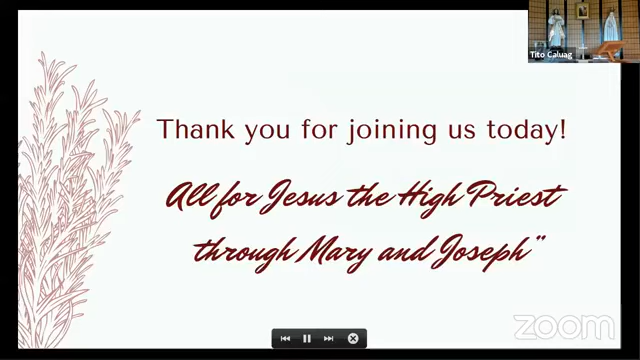 Tito Caluag
Thank you for joining us today!
All for Jesus the High Priest
through Mary and Joseph"
zoom